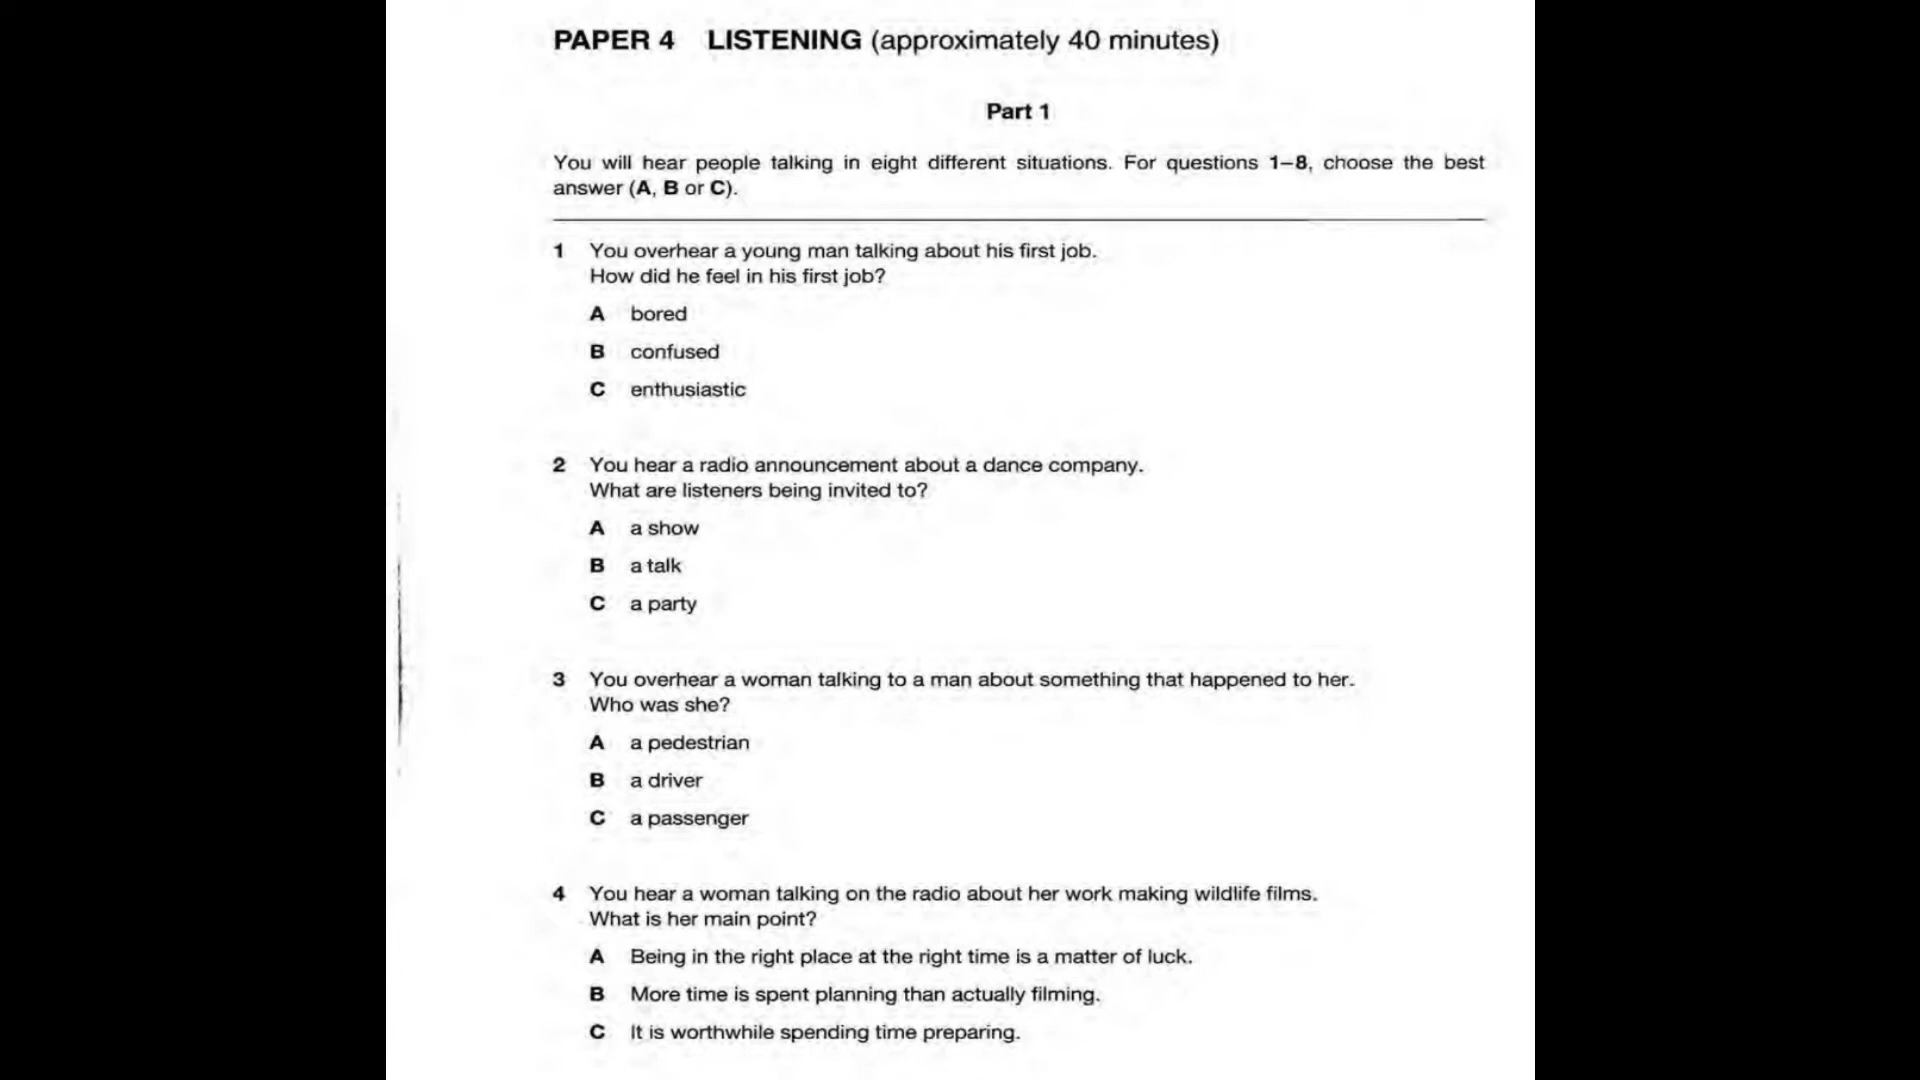 PAPER 4 LISTENING (approximately 40 minutes)
Part 1
You will hear people talking in eight different situations. For questions 1–8, choose the best
answer (A, B or C).
1 You overhear a young man talking about his first job.
How did he feel in his first job?
A bored
B confused
C enthusiastic
2 You hear a radio announcement about a dance company.
What are listeners being invited to?
A a show
B a talk
C a party
3 You overhear a woman talking to a man about something that happened to her.
Who was she?
A a pedestrian
B a driver
C a passenger
4 You hear a woman talking on the radio about her work making wildlife films.
What is her main point?
A Being in the right place at the right time is a matter of luck.
B More time is spent planning than actually filming.
C It is worthwhile spending time preparing.